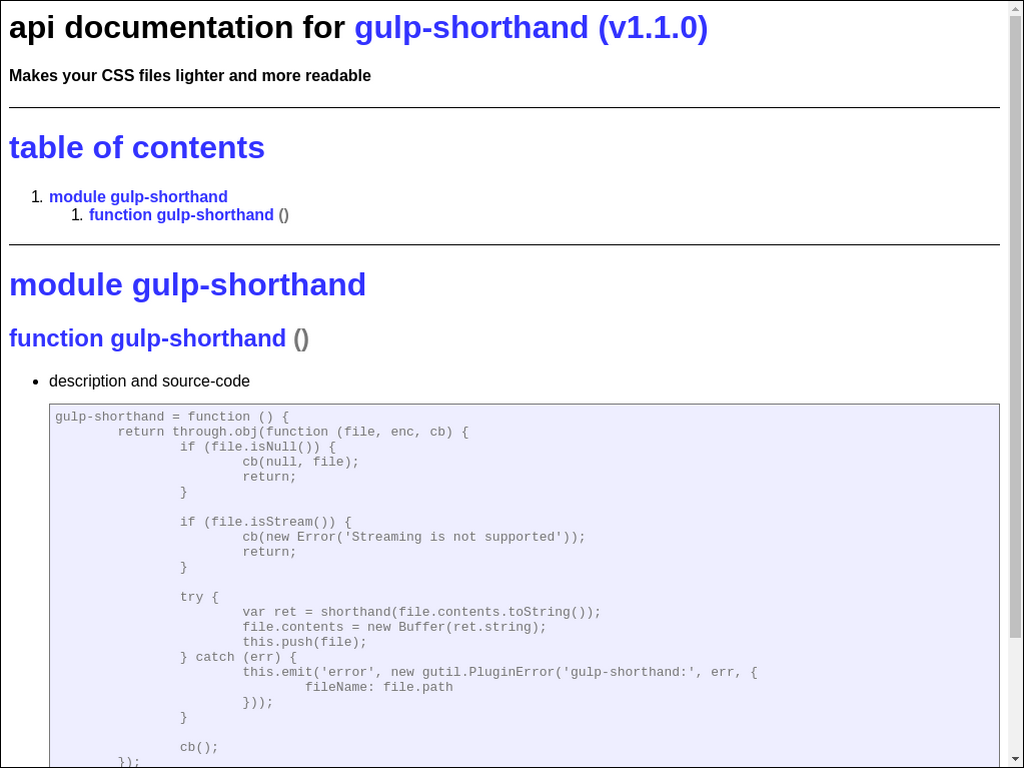 api documentation for gulp-shorthand (v1.1.0)
Makes your CSS files lighter and more readable
table of contents
1. module gulp-shorthand
1. function gulp-shorthand ()
module gulp-shorthand
function gulp-shorthand ()
• description and source-code
gulp-shorthand = function () {
        return through.obj(function (file, enc, cb) {
                if (file.isNull()) {
                        cb(null, file);
                        return;
                }
                if (file.isStream()) {
                        cb(new Error('Streaming is not supported'));
                        return;
                }
                try {
                        var ret = shorthand(file.contents.toString());
                        file.contents = new Buffer(ret.string);
                        this.push(file);
                } catch (err) {
                        this.emit('error', new gutil.PluginError('gulp-shorthand:', err, {
                                fileName: file.path
                        }));
                }
                cb();
        });